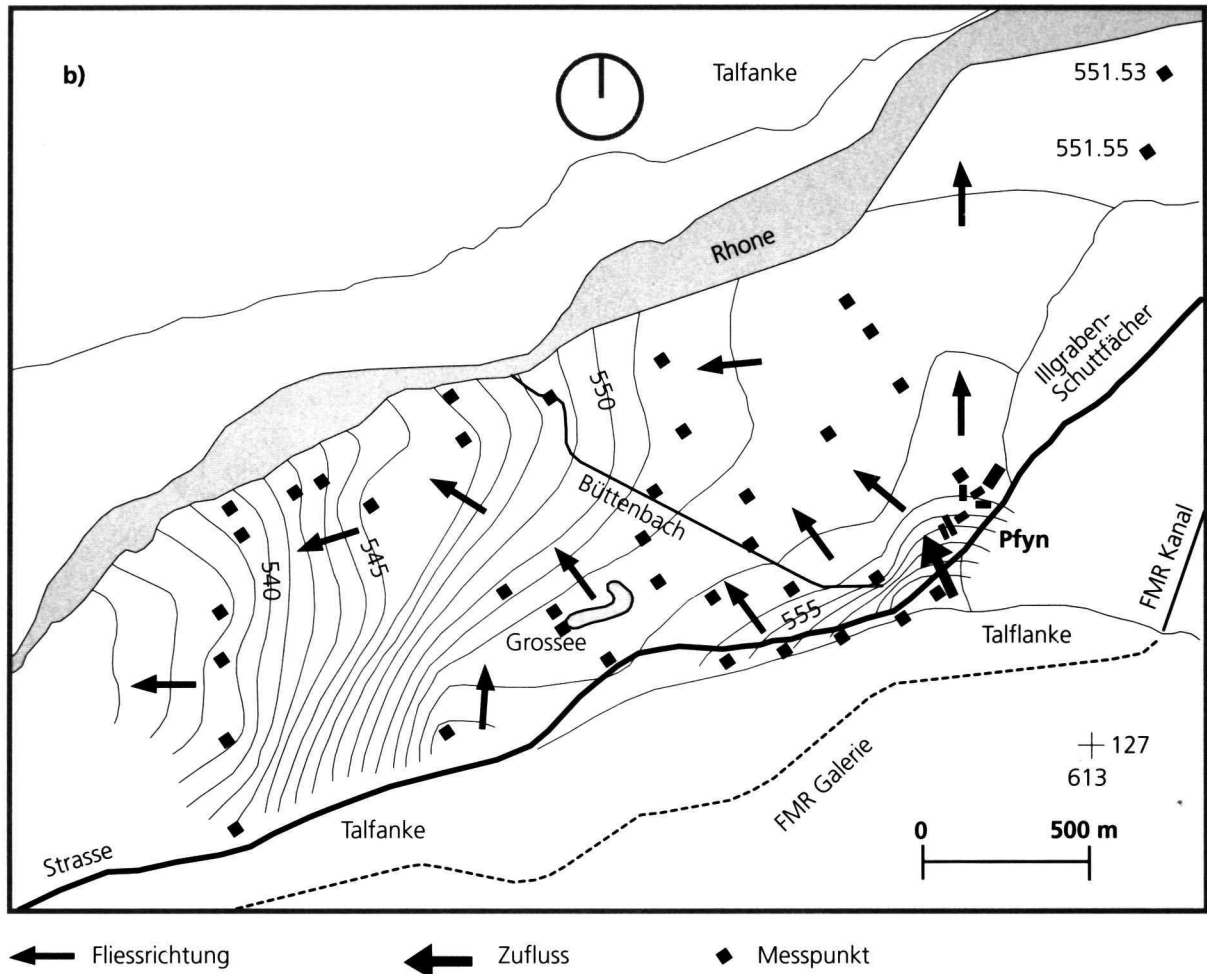 b)
Talfanke
551.53
551.55
Rhone
Illgraben-
Schuttfächer
550
Büttenbach
545
540
Pfyn
FMR Kanal
555
Grossee
Talflanke
127
613
FMR Galerie
0 500 m
Talfanke
Strasse
Fliessrichtung Zufluss Messpunkt